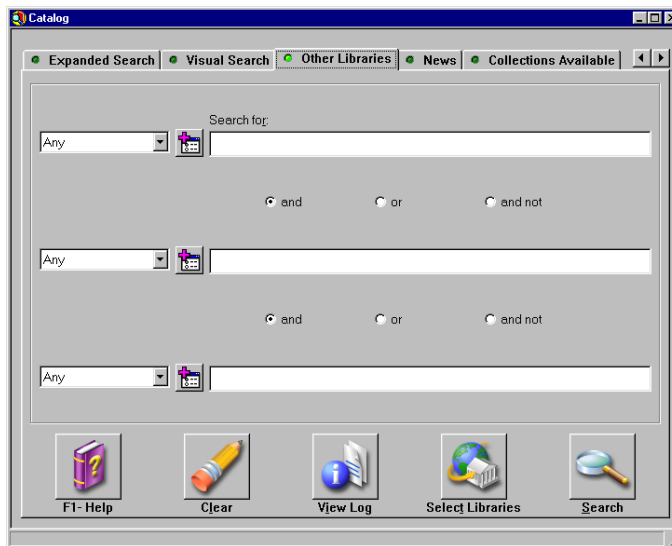 Catalog
Expanded Search Visual Search Other Libraries News Collections Available
Search for:
Any
and or and not
Any
and or and not
Any
F1- Help Clear View Log Select Libraries Search